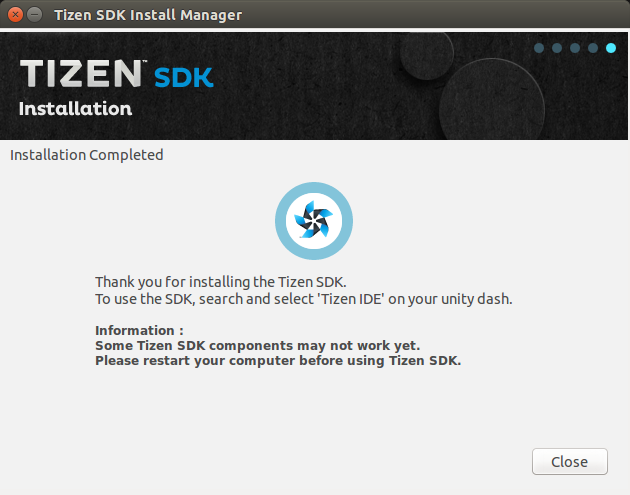 Tizen SDK Install Manager
TIZEN™ SDK
Installation
Installation Completed
Thank you for installing the Tizen SDK.
To use the SDK, search and select 'Tizen IDE' on your unity dash.
Information :
Some Tizen SDK components may not work yet.
Please restart your computer before using Tizen SDK.
Close